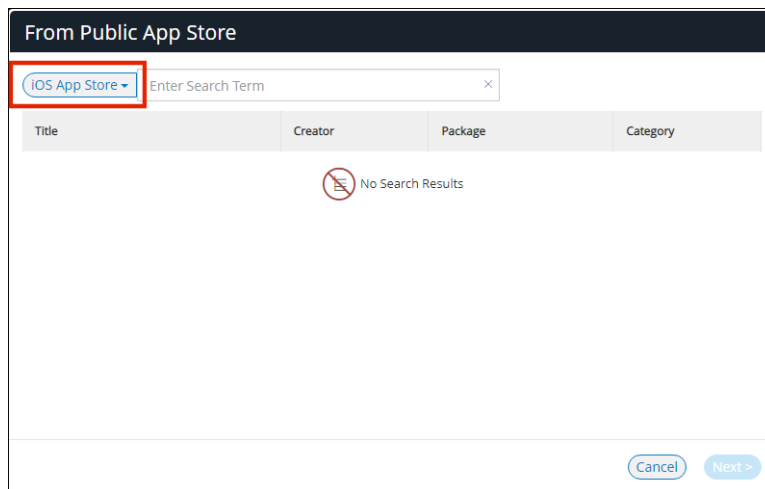 From Public App Store
iOS App Store Enter Search Term
Title Creator Package Category
No Search Results
Cancel Next >